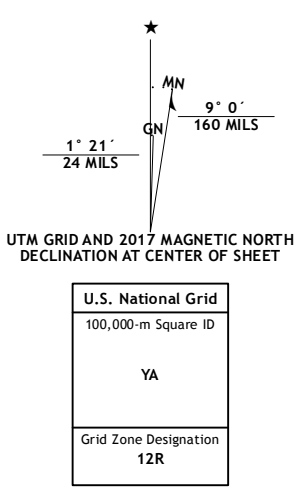 ★
MN
9° 0´
160 MILS
GN
1° 21´
24 MILS
UTM GRID AND 2017 MAGNETIC NORTH
DECLINATION AT CENTER OF SHEET
U.S. National Grid
100,000-m Square ID
YA
Grid Zone Designation
12R